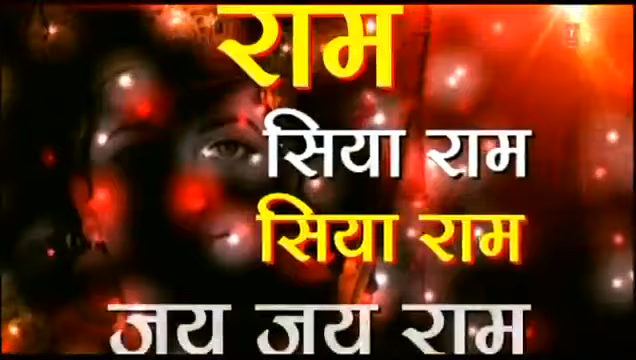 राम
सिया राम
सिया राम
जय जय राम